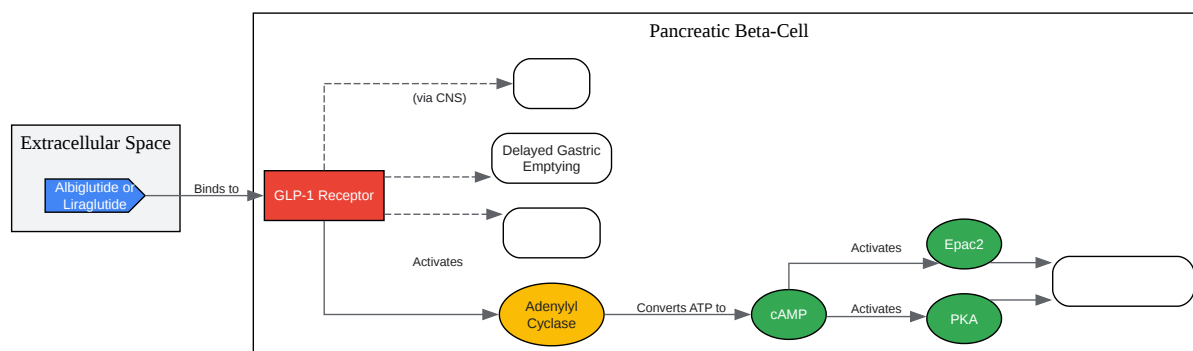 Pancreatic Beta-Cell
(via CNS)
Extracellular Space
Delayed Gastric
Emptying
Albiglutide or
Liraglutide
Binds to
GLP-1 Receptor
Activates
Activates
Epac2
Adenylyl
Cyclase
Converts ATP to
cAMP
Activates
PKA